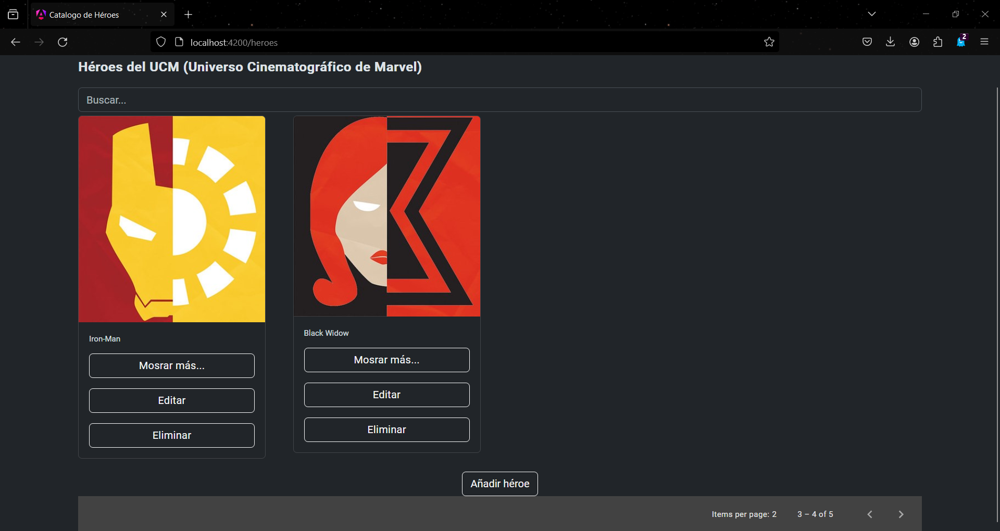 Catalogo de Héroes
localhost:4200/heroes
2
Héroes del UCM (Universo Cinematográfico de Marvel)
Buscar...
Iron-Man
Mosrar más...
Editar
Eliminar
Black Widow
Mosrar más...
Editar
Eliminar
Añadir héroe
Items per page: 2 3 – 4 of 5